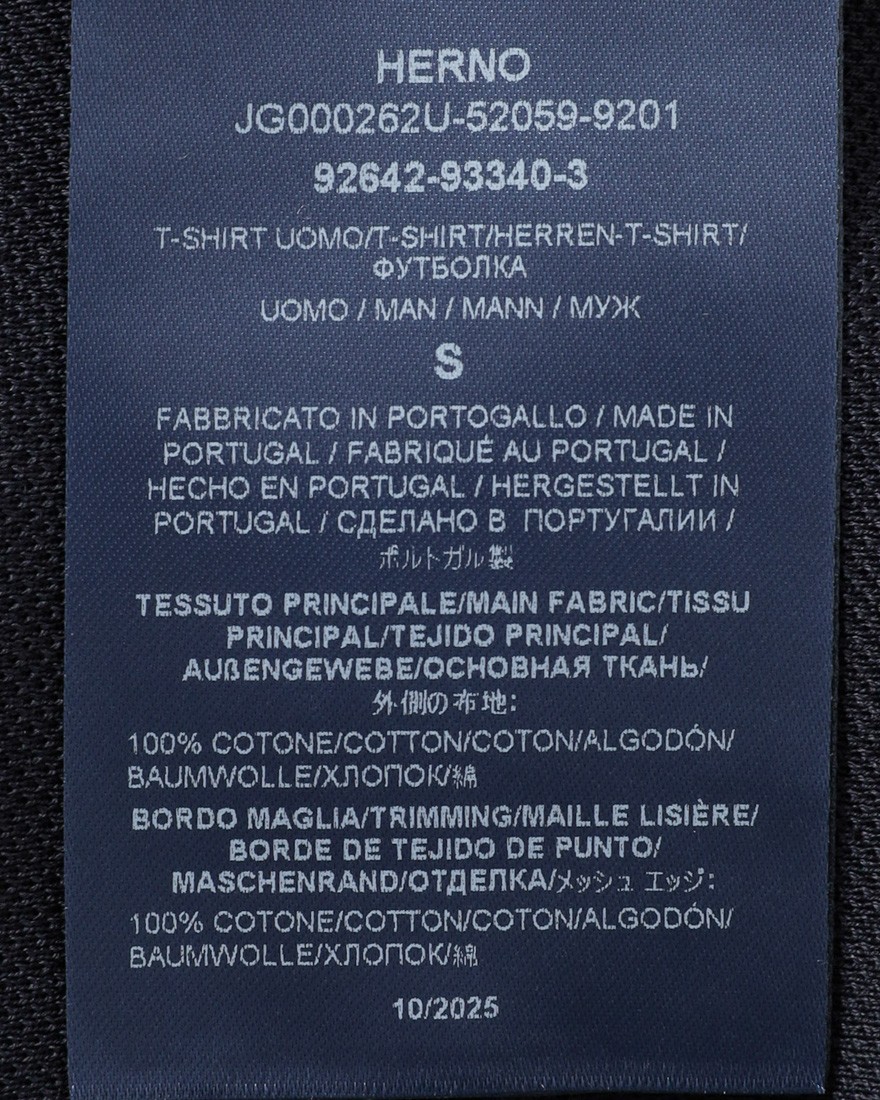 HERNO
JG000262U-52059-9201
92642-93340-3
T-SHIRT UOMO/T-SHIRT/HERREN-T-SHIRT/
ФУТБОЛКА
UOMO / MAN / MANN / МУЖ
S
FABBRICATO IN PORTOGALLO / MADE IN
PORTUGAL / FABRIQUÉ AU PORTUGAL /
HECHO EN PORTUGAL / HERGESTELLT IN
PORTUGAL / СДЕЛАНО В ПОРТУГАЛИИ /
ポルトガル製
TESSUTO PRINCIPALE/MAIN FABRIC/TISSU
PRINCIPAL/TEJIDO PRINCIPAL/
AUßENGEWEBE/ОСНОВНАЯ ТКАНЬ/
外側の布地:
100% COTONE/COTTON/COTON/ALGODÓN/
BAUMWOLLE/ХЛОПОК/綿
BORDO MAGLIA/TRIMMING/MAILLE LISIÈRE/
BORDE DE TEJIDO DE PUNTO/
MASCHENRAND/ОТДЕЛКА/メッシュ エッジ:
100% COTONE/COTTON/COTON/ALGODÓN/
BAUMWOLLE/ХЛОПОК/綿
10/2025